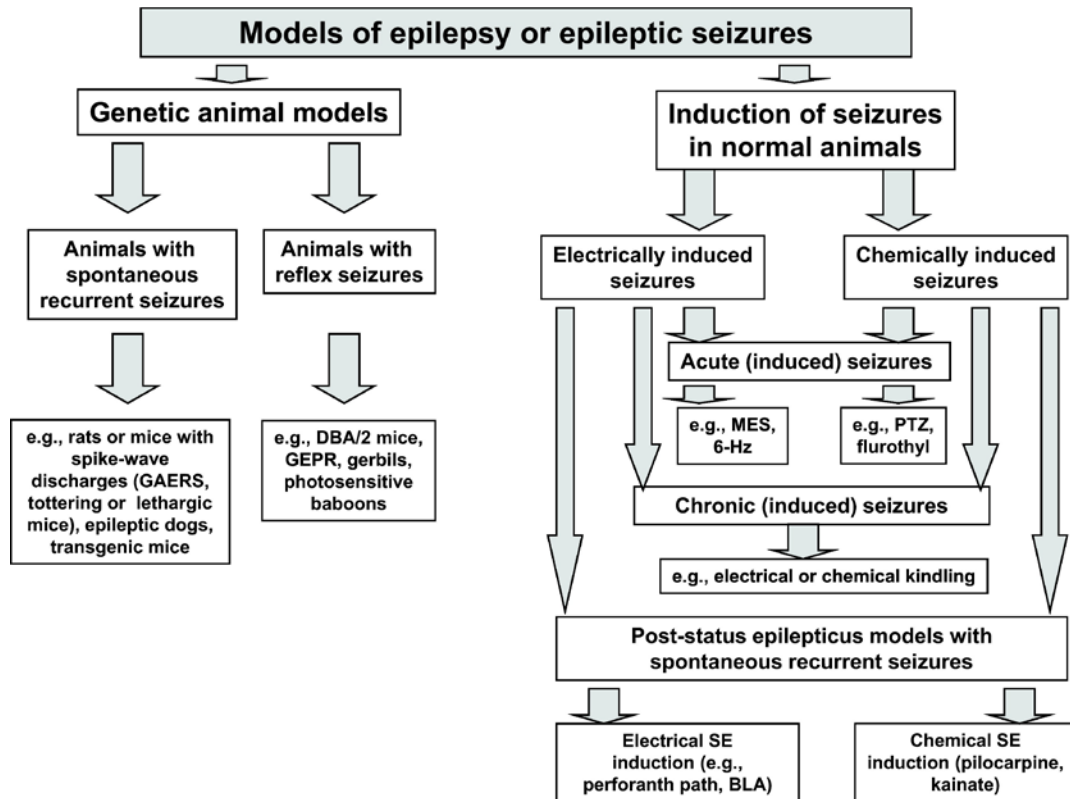 Models of epilepsy or epileptic seizures
Genetic animal models
Induction of seizures
in normal animals
Animals with
spontaneous
recurrent seizures
Animals with
reflex seizures
Electrically induced
seizures
Chemically induced
seizures
Acute (induced) seizures
e.g., rats or mice with
spike-wave
discharges (GAERS,
tottering or lethargic
mice), epileptic dogs,
transgenic mice
e.g., DBA/2 mice,
GEPR, gerbils,
photosensitive
baboons
e.g., MES,
6-Hz
e.g., PTZ,
flurothyl
Chronic (induced) seizures
e.g., electrical or chemical kindling
Post-status epilepticus models with
spontaneous recurrent seizures
Electrical SE
induction (e.g.,
perforanth path, BLA)
Chemical SE
induction (pilocarpine,
kainate)